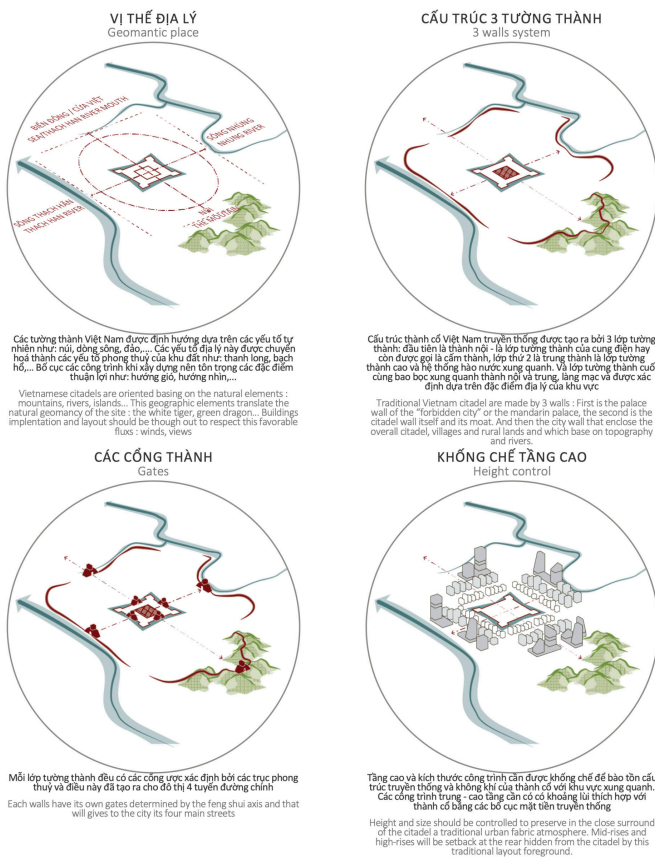 VỊ THẾ ĐỊA LÝ
Geomantic place
BIỂN ĐÔNG / CỬA VIỆT
SEA/THACH HAN RIVER MOUTH
SÔNG NHÙNG
NHUNG RIVER
SÔNG THẠCH HÃN
THACH HAN RIVER
NÚI
THE MOUNTAIN
Các tường thành Việt Nam được định hướng dựa trên các yếu tố tự
nhiên như: núi, dòng sông, đảo,.... Các yếu tố địa lý này được chuyển
hoá thành các yếu tố phong thuỷ của khu đất như: thanh long, bạch
hổ,... Bố cục các công trình khi xây dựng nên tôn trọng các đặc điểm
thuận lợi như: hướng gió, hướng nhìn,...
Vietnamese citadels are oriented basing on the natural elements :
mountains, rivers, islands... This geographic elements translate the
natural geomancy of the site : the white tiger, green dragon... Buildings
implentation and layout should be though out to respect this favorable
fluxs : winds, views
CẤU TRÚC 3 TƯỜNG THÀNH
3 walls system
Cấu trúc thành cổ Việt Nam truyền thống được tạo ra bởi 3 lớp tường
thành: đầu tiên là thành nội - là lớp tường thành của cung điện hay
còn được gọi là cấm thành, lớp thứ 2 là trung thành là lớp tường
thành cao và hệ thống hào nước xung quanh. Và lớp tường thành cuối
cùng bao bọc xung quanh thành nội và trung, làng mạc và được xác
định dựa trên đặc điểm địa lý của khu vực
Traditional Vietnam citadel are made by 3 walls : First is the palace
wall of the "forbidden city" or the mandarin palace, the second is the
citadel wall itself and its moat. And then the city wall that enclose the
overall citadel, villages and rural lands and which base on topography
and rivers.
CÁC CỔNG THÀNH
Gates
Mỗi lớp tường thành đều có các cổng ược xác định bởi các trục phong
thuỷ và điều này đã tạo ra cho đô thị 4 tuyến đường chính
Each walls have its own gates determined by the feng shui axis and that
will gives to the city its four main streets
KHỐNG CHẾ TẦNG CAO
Height control
Tầng cao và kích thước công trình cần được khống chế để bảo tồn cấu
trúc truyền thống và không khí của thành cổ với khu vực xung quanh.
Các công trình trung - cao tầng cần có có khoảng lùi thích hợp với
thành cổ bằng các bố cục mặt tiền truyền thống
Height and size should be controlled to preserve in the close surround
of the citadel a traditional urban fabric atmosphere. Mid-rises and
high-rises will be setback at the rear hidden from the citadel by this
traditional layout foreground.